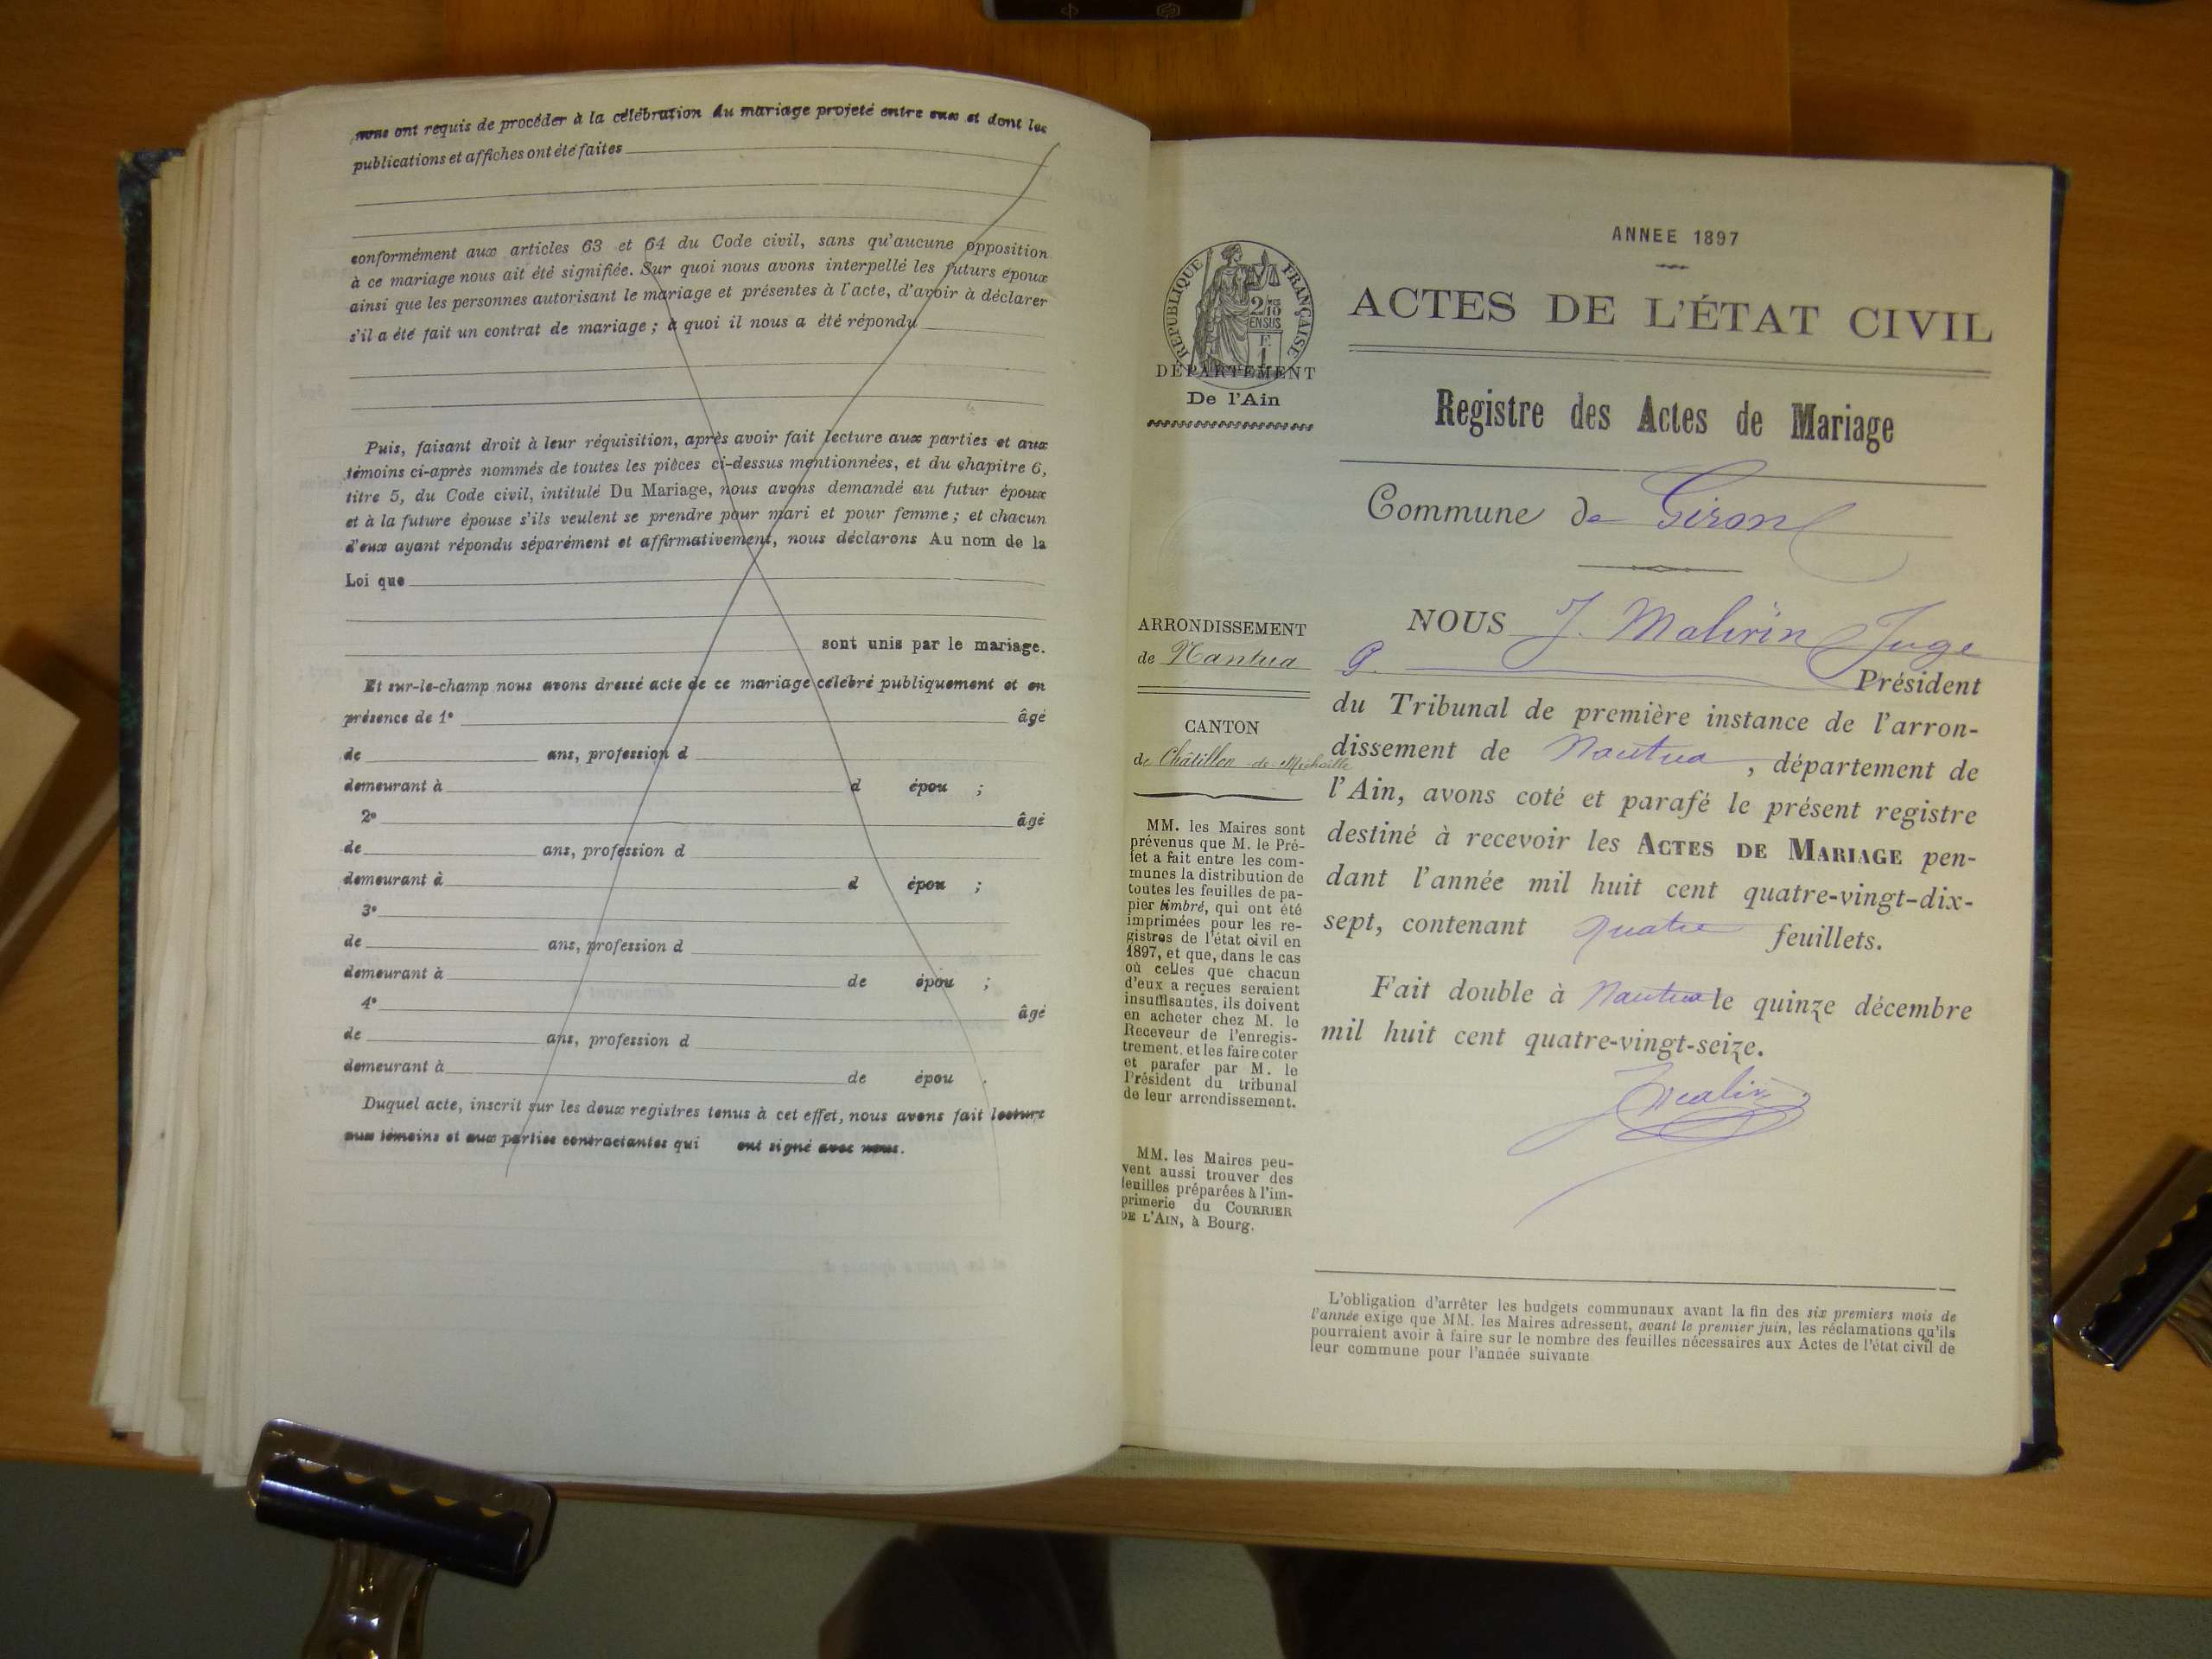 nous ont requis de procéder à la célébration du mariage projeté entre eux et dont les
publications et affiches ont été faites
conformément aux articles 63 et 64 du Code civil, sans qu'aucune opposition
à ce mariage nous ait été signifiée. Sur quoi nous avons interpellé les futurs époux
ainsi que les personnes autorisant le mariage et présentes à l'acte, d'avoir à déclarer
s'il a été fait un contrat de mariage ; à quoi il nous a été répondu
Puis, faisant droit à leur réquisition, après avoir fait lecture aux parties et aux
témoins ci-après nommés de toutes les pièces ci-dessus mentionnées, et du chapitre 6,
titre 5, du Code civil, intitulé Du Mariage, nous avons demandé au futur époux
et à la future épouse s'ils veulent se prendre pour mari et pour femme ; et chacun
d'eux ayant répondu séparément et affirmativement, nous déclarons Au nom de la
Loi que
sont unis par le mariage.
Et sur-le-champ nous avons dressé acte de ce mariage célébré publiquement et en
présence de 1° âgé
de ans, profession d
demeurant à d épou ;
2° âgé
de ans, profession d
demeurant à d épou ;
3°
de ans, profession d
demeurant à de épou ;
4° âgé
de ans, profession d
demeurant à de épou .
Duquel acte, inscrit sur les deux registres tenus à cet effet, nous avons fait lecture
aux témoins et aux parties contractantes qui ont signé avec nous.
ANNEE 1897
RÉPUBLIQUE FRANÇAISE
2/10
EN SUS
F.
1
DÉPARTEMENT
De l'Ain
ACTES DE L'ÉTAT CIVIL
Registre des Actes de Mariage
Commune de Giron
ARRONDISSEMENT
de Nantua
CANTON
de Châtillon-de-Michaille
MM. les Maires sont
prévenus que M. le Pré-
fet a fait entre les com-
munes la distribution de
toutes les feuilles de pa-
pier timbré, qui ont été
imprimées pour les re-
gistres de l'état civil en
1897, et que, dans le cas
où celles que chacun
d'eux a reçues seraient
insuffisantes, ils doivent
en acheter chez M. le
Receveur de l'enregis-
trement, et les faire coter
et parafer par M. le
Président du tribunal
de leur arrondissement.
MM. les Maires peu-
vent aussi trouver des
feuilles préparées à l'im-
primerie du COURRIER
DE L'AIN, à Bourg.
NOUS J. Juge
Président
du Tribunal de première instance de l'arron-
dissement de Nantua, département de
l'Ain, avons coté et parafé le présent registre
destiné à recevoir les ACTES DE MARIAGE pen-
dant l'année mil huit cent quatre-vingt-dix-
sept, contenant quatre feuillets.
Fait double à Nantua le quinze décembre
mil huit cent quatre-vingt-seize.
L'obligation d'arrêter les budgets communaux avant la fin des six premiers mois de
l'année exige que MM. les Maires adressent, avant le premier juin, les réclamations qu'ils
pourraient avoir à faire sur le nombre des feuilles nécessaires aux Actes de l'état civil de
leur commune pour l'année suivante